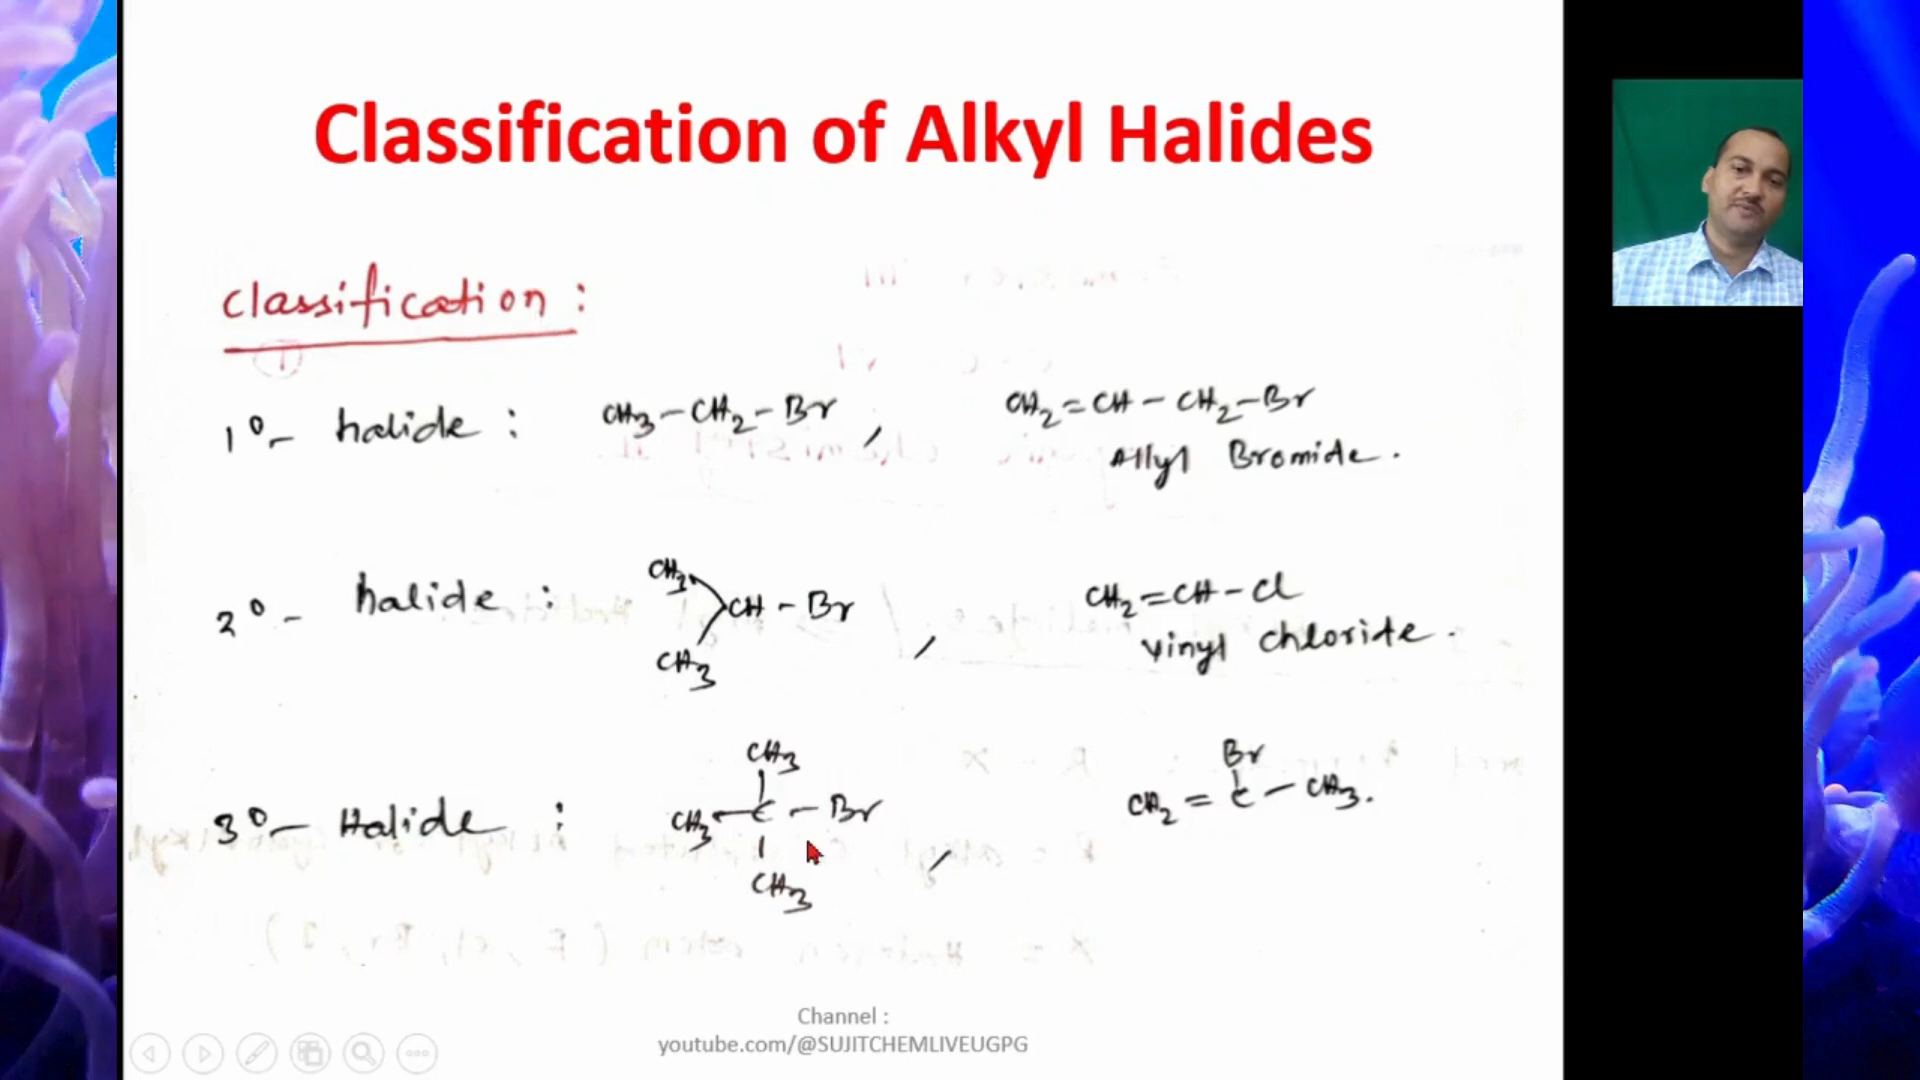 Classification of Alkyl Halides
Classification :
1° - halide : CH3-CH2-Br , CH2=CH-CH2-Br
Allyl Bromide.
2° - halide : CH3 CH3 >CH-Br , CH2=CH-Cl
vinyl chloride.
CH3 Br
3° - Halide : CH3-C-Br , CH2=C-CH3.
CH3
Channel :
youtube.com/@SUJITCHEMLIVEUGPG